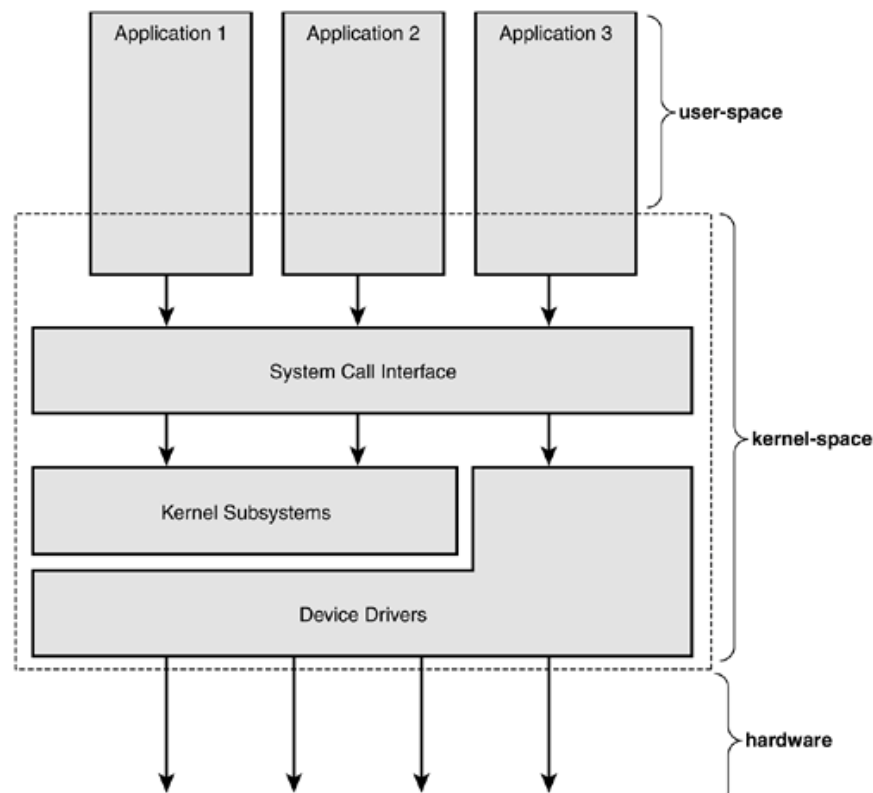 Application 1
Application 2
Application 3
user-space
System Call Interface
kernel-space
Kernel Subsystems
Device Drivers
hardware